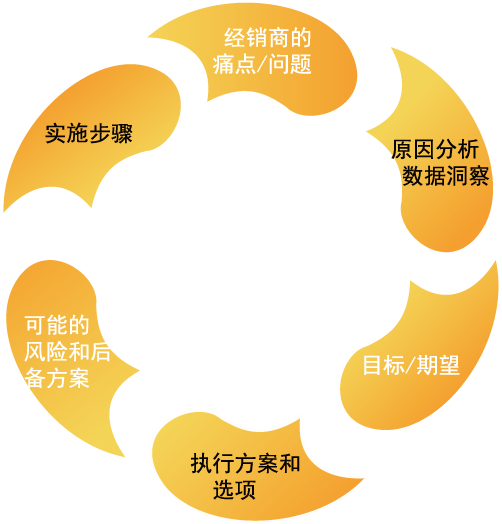 经销商的
痛点/问题
原因分析
数据洞察
目标/期望
执行方案和
选项
可能的
风险和后
备方案
实施步骤